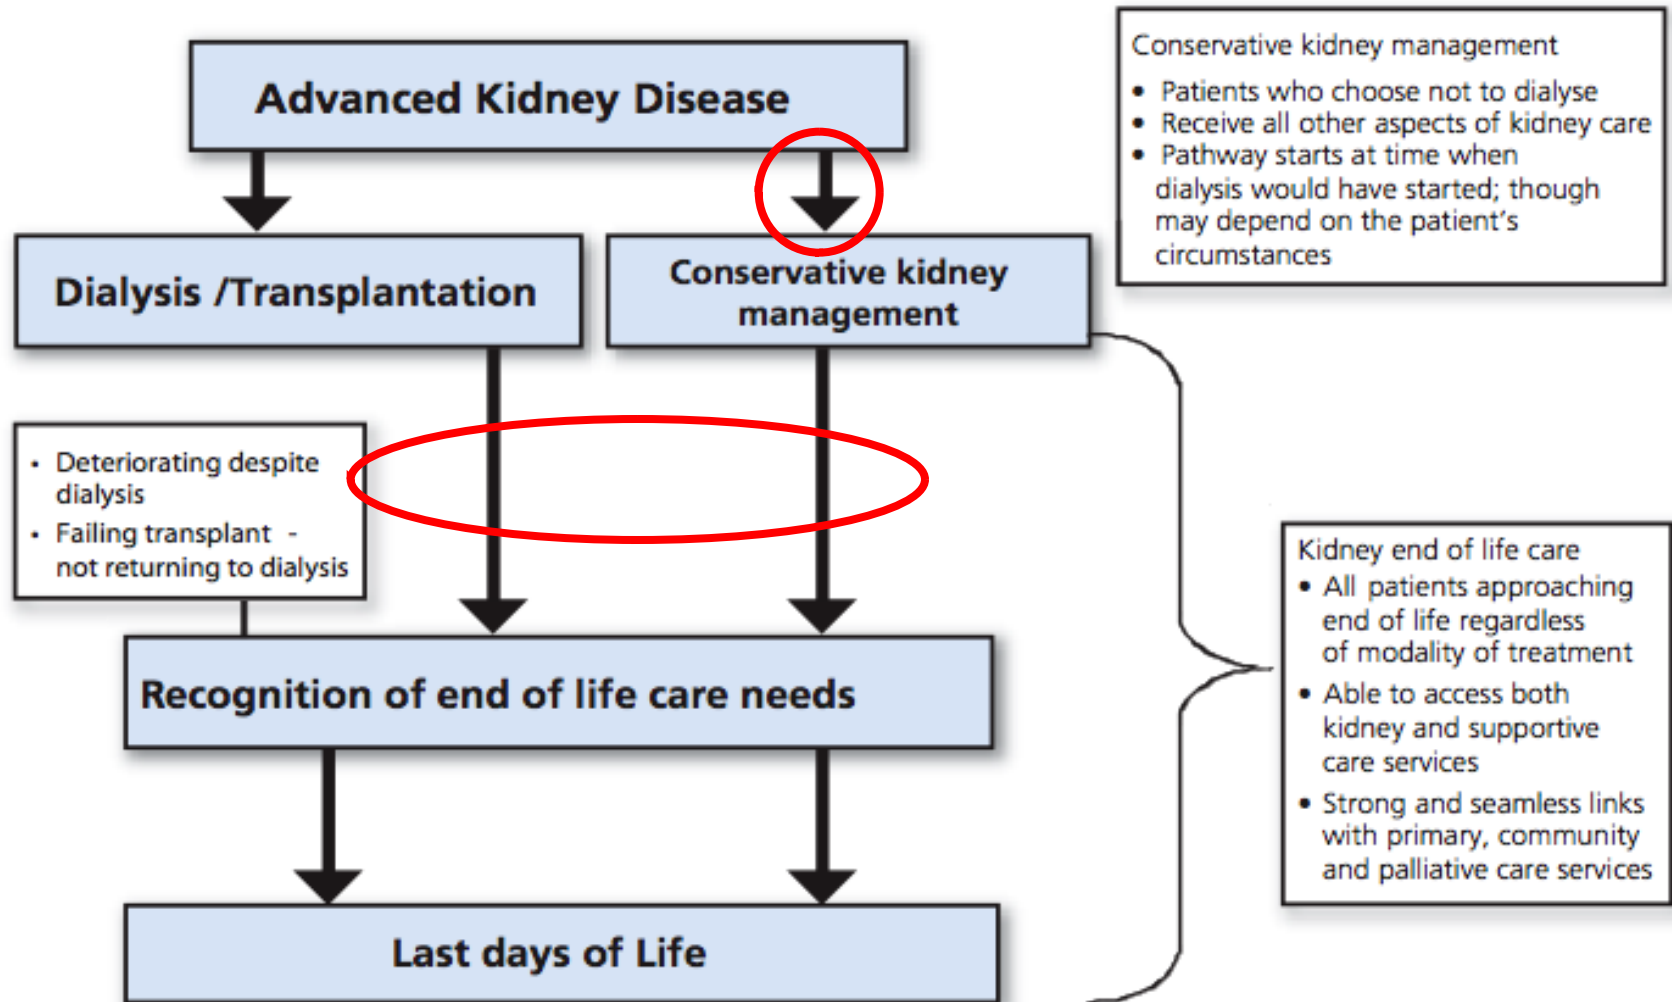 Advanced Kidney Disease
Conservative kidney management
• Patients who choose not to dialyse
• Receive all other aspects of kidney care
• Pathway starts at time when
dialysis would have started; though
may depend on the patient's
circumstances
Dialysis /Transplantation
Conservative kidney
management
• Deteriorating despite
dialysis
• Failing transplant -
not returning to dialysis
Recognition of end of life care needs
Kidney end of life care
• All patients approaching
end of life regardless
of modality of treatment
• Able to access both
kidney and supportive
care services
• Strong and seamless links
with primary, community
and palliative care services
Last days of Life